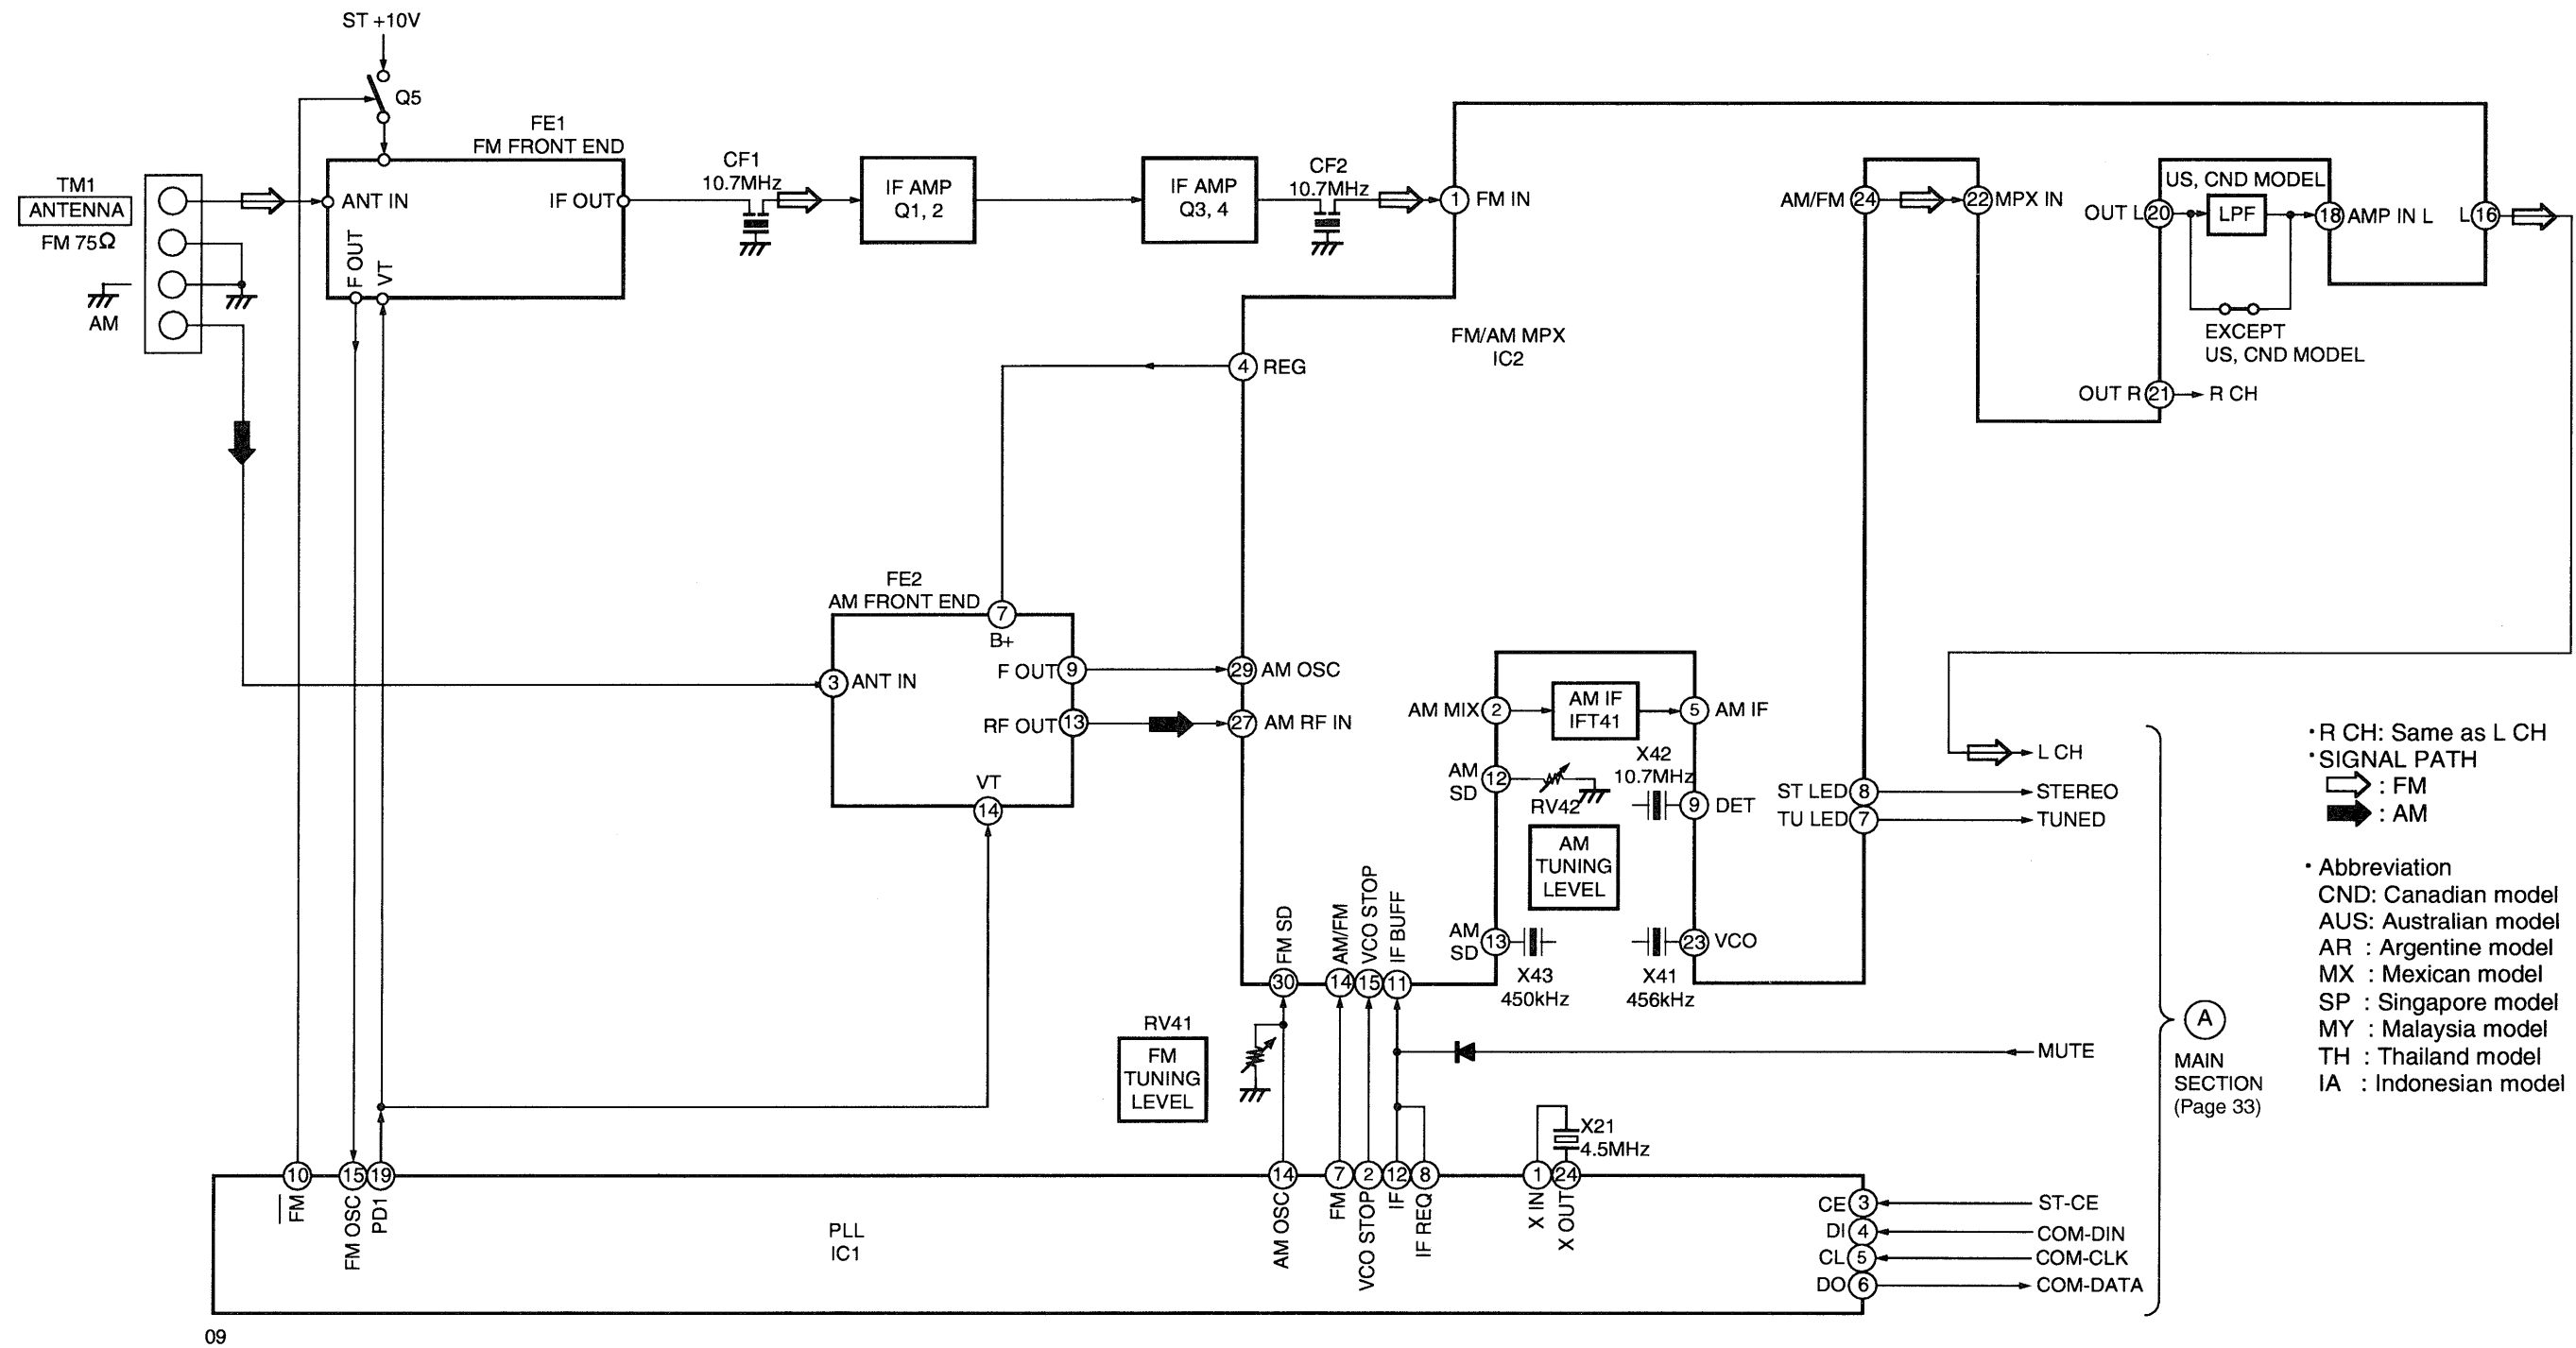 ST +10V
Q5
FE1
FM FRONT END
TM1
ANTENNA
FM 75Ω
AM
ANT IN
IF OUT
F OUT
VT
CF1
10.7MHz
IF AMP
Q1, 2
IF AMP
Q3, 4
CF2
10.7MHz
1 FM IN
FM/AM MPX
IC2
4 REG
AM/FM 24
22 MPX IN
US, CND MODEL
OUT L 20
LPF
18 AMP IN L
L 16
EXCEPT
US, CND MODEL
OUT R 21
R CH
FE2
AM FRONT END
7
B+
3 ANT IN
F OUT 9
RF OUT 13
VT
14
29 AM OSC
27 AM RF IN
AM MIX 2
AM IF
IFT41
5 AM IF
AM
SD
12
RV42
X42
10.7MHz
9 DET
AM
TUNING
LEVEL
AM
SD
13
X43
450kHz
X41
456kHz
23 VCO
ST LED 8
TU LED 7
L CH
STEREO
TUNED
FM SD
AM/FM
VCO STOP
IF BUFF
30
14
15
11
RV41
FM
TUNING
LEVEL
MUTE
X21
4.5MHz
10
15
19
14
7
2
12
8
1
24
FM
FM OSC
PD1
AM OSC
FM
VCO STOP
IF
IF REQ
X IN
X OUT
PLL
IC1
CE 3
ST-CE
DI 4
COM-DIN
CL 5
COM-CLK
DO 6
COM-DATA
A
MAIN
SECTION
(Page 33)
• R CH: Same as L CH
• SIGNAL PATH
: FM
: AM
• Abbreviation
CND: Canadian model
AUS: Australian model
AR : Argentine model
MX : Mexican model
SP : Singapore model
MY : Malaysia model
TH : Thailand model
IA : Indonesian model
09